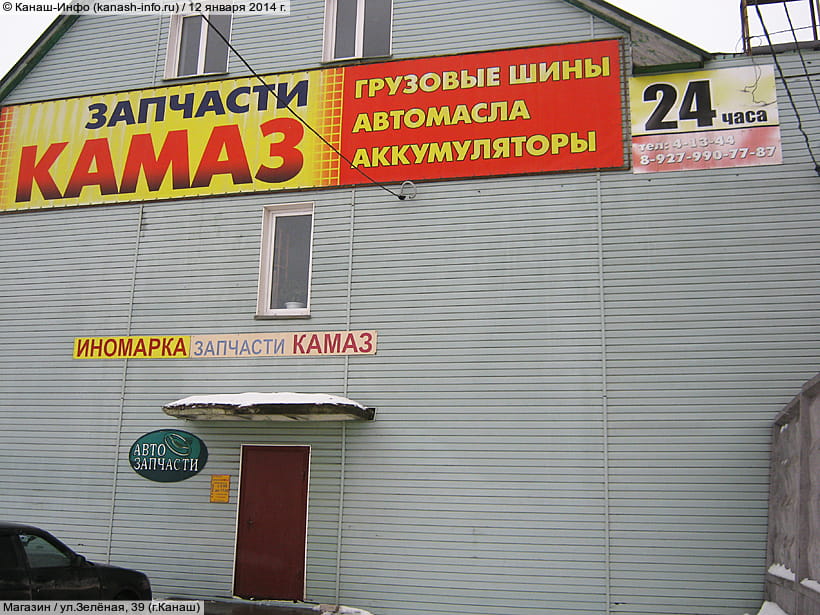 © Канаш-Инфо (kanash-info.ru) / 12 января 2014 г.
ЗАПЧАСТИ
КАМАЗ
ГРУЗОВЫЕ ШИНЫ
АВТОМАСЛА
АККУМУЛЯТОРЫ
24 часа
тел: 4-13-44
8-927-990-77-87
ИНОМАРКА ЗАПЧАСТИ КАМАЗ
АВТО
ЗАПЧАСТИ
Магазин / ул.Зелёная, 39 (г.Канаш)